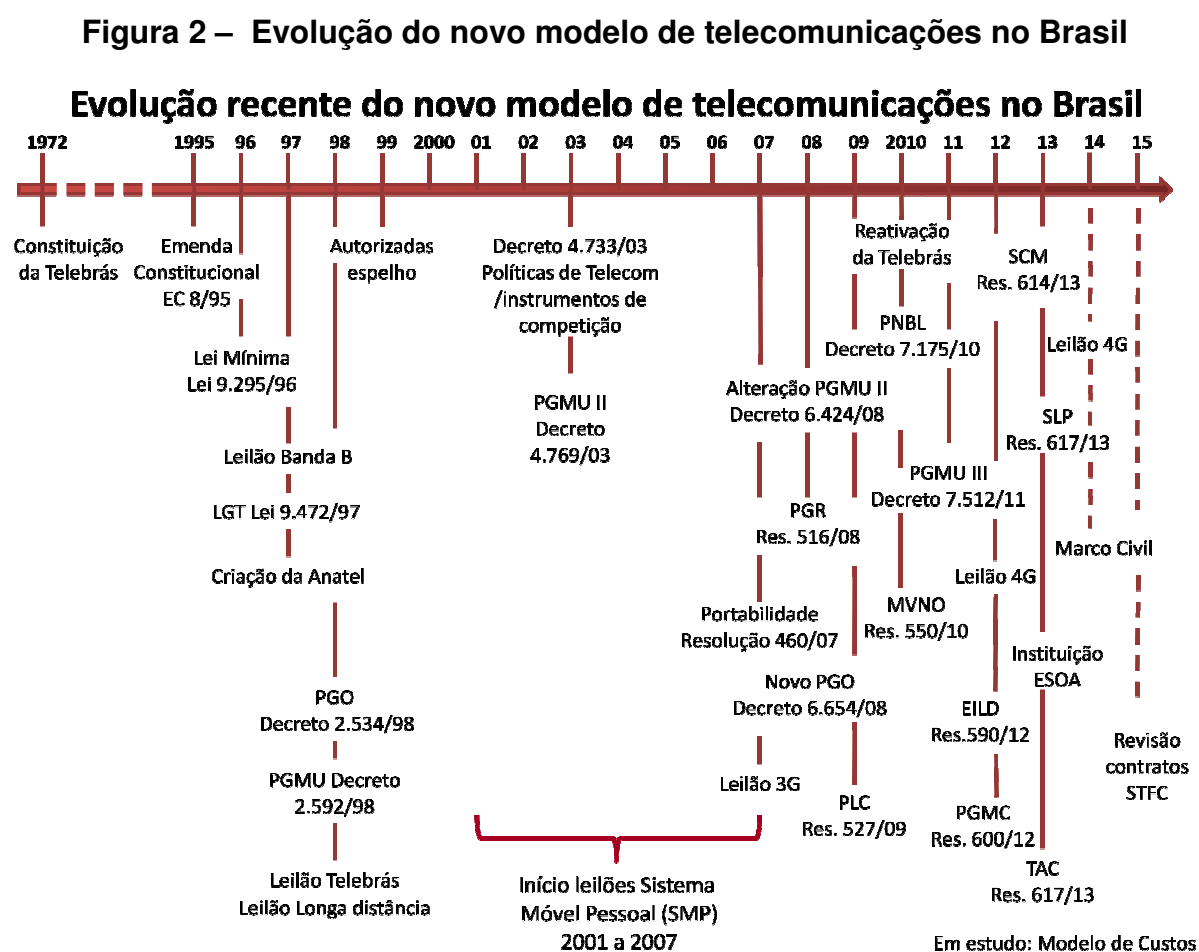 Figura 2 – Evolução do novo modelo de telecomunicações no Brasil
Evolução recente do novo modelo de telecomunicações no Brasil
1972 1995 96 97 98 99 2000 01 02 03 04 05 06 07 08 09 2010 11 12 13 14 15
Constituição
da Telebrás
Emenda
Constitucional
EC 8/95
Lei Mínima
Lei 9.295/96
Leilão Banda B
LGT Lei 9.472/97
Criação da Anatel
PGO
Decreto 2.534/98
PGMU Decreto
2.592/98
Leilão Telebrás
Leilão Longa distância
Autorizadas
espelho
Decreto 4.733/03
Políticas de Telecom
/instrumentos de
competição
PGMU II
Decreto
4.769/03
Início leilões Sistema
Móvel Pessoal (SMP)
2001 a 2007
Alteração PGMU II
Decreto 6.424/08
PGR
Res. 516/08
Portabilidade
Resolução 460/07
Novo PGO
Decreto 6.654/08
Leilão 3G
PLC
Res. 527/09
Reativação
da Telebrás
PNBL
Decreto 7.175/10
PGMU III
Decreto 7.512/11
MVNO
Res. 550/10
Leilão 4G
EILD
Res.590/12
PGMC
Res. 600/12
SCM
Res. 614/13
SLP
Res. 617/13
Instituição
ESOA
TAC
Res. 617/13
Leilão 4G
Marco Civil
Revisão
contratos
STFC
Em estudo: Modelo de Custos